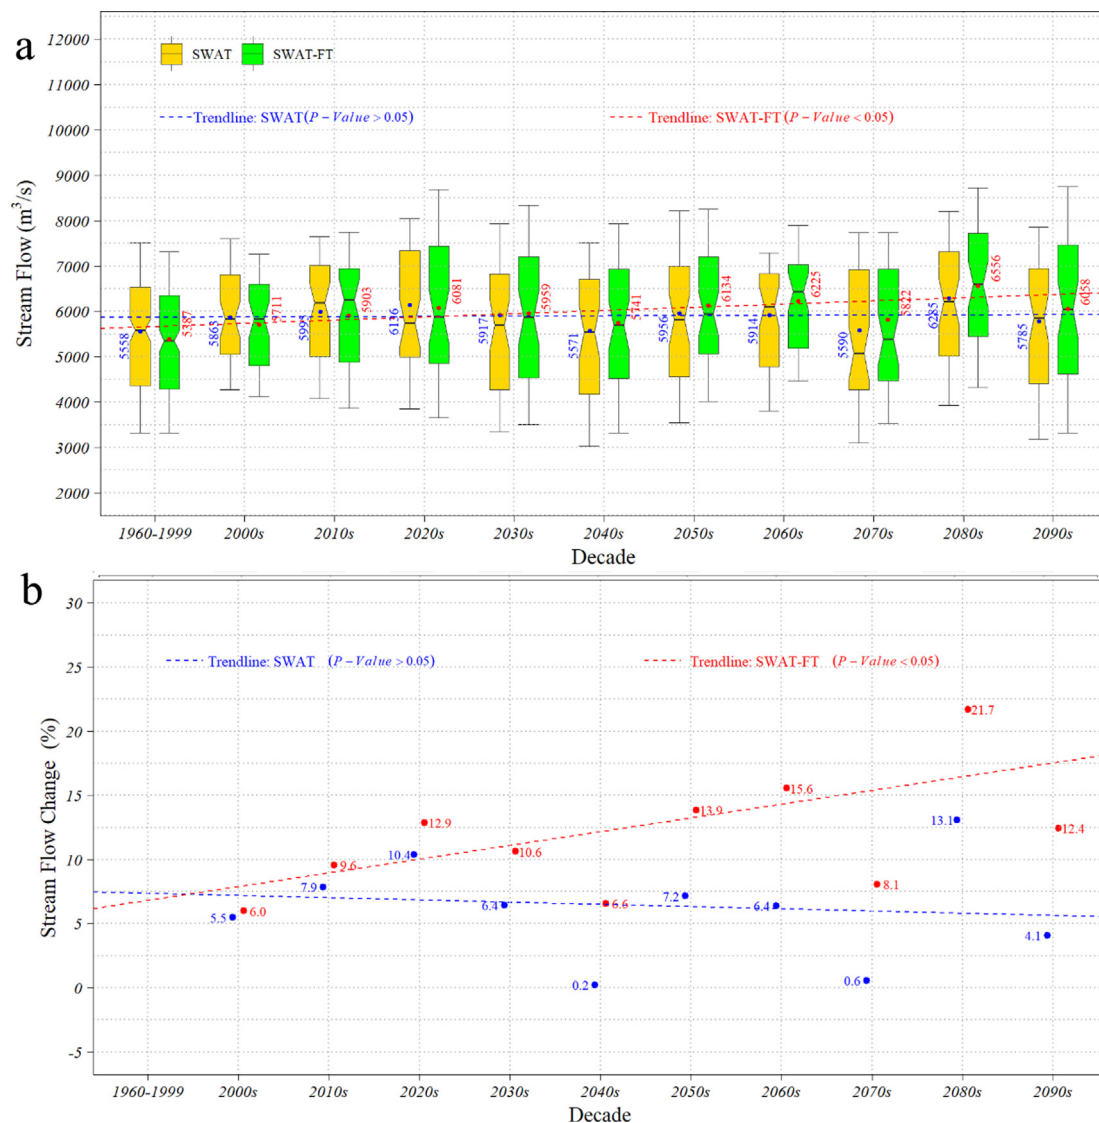 a
12000
11000
10000
9000
8000
7000
6000
5000
4000
3000
2000
Stream Flow (m³/s)
SWAT
SWAT-FT
Trendline: SWAT(P − Value > 0.05)
Trendline: SWAT-FT (P − Value < 0.05)
5558
5387
5865
5711
5995
5903
6136
6081
5917
5959
5571
5741
5956
6134
5914
6225
5590
5822
6285
6556
5785
6058
1960-1999
2000s
2010s
2020s
2030s
2040s
2050s
2060s
2070s
2080s
2090s
Decade
b
30
25
20
15
10
5
0
-5
Stream Flow Change (%)
Trendline: SWAT (P − Value > 0.05)
Trendline: SWAT-FT (P − Value < 0.05)
5.5
6.0
7.9
9.6
10.4
12.9
6.4
10.6
0.2
6.6
7.2
13.9
6.4
15.6
0.6
8.1
13.1
21.7
4.1
12.4
1960-1999
2000s
2010s
2020s
2030s
2040s
2050s
2060s
2070s
2080s
2090s
Decade